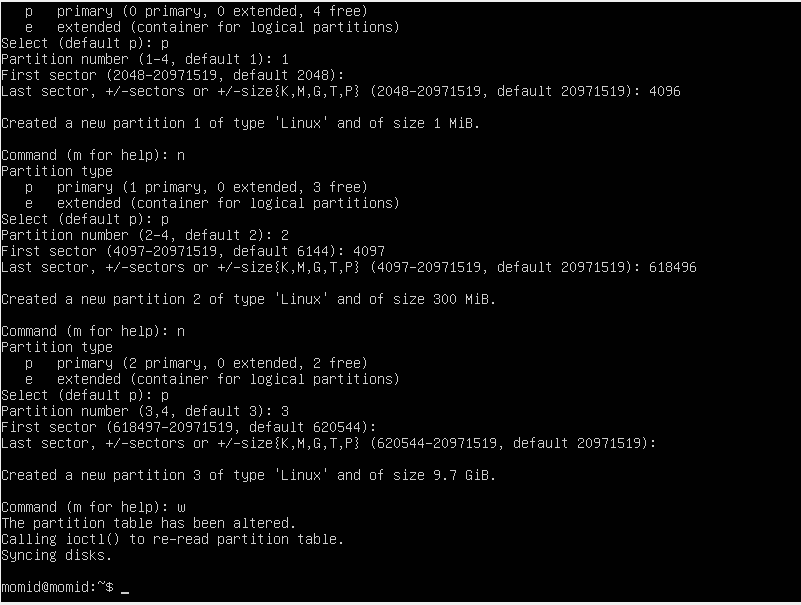 p   primary (0 primary, 0 extended, 4 free)
e   extended (container for logical partitions)
Select (default p): p
Partition number (1-4, default 1): 1
First sector (2048-20971519, default 2048):
Last sector, +/-sectors or +/-size{K,M,G,T,P} (2048-20971519, default 20971519): 4096
Created a new partition 1 of type 'Linux' and of size 1 MiB.
Command (m for help): n
Partition type
p   primary (1 primary, 0 extended, 3 free)
e   extended (container for logical partitions)
Select (default p): p
Partition number (2-4, default 2): 2
First sector (4097-20971519, default 6144): 4097
Last sector, +/-sectors or +/-size{K,M,G,T,P} (4097-20971519, default 20971519): 618496
Created a new partition 2 of type 'Linux' and of size 300 MiB.
Command (m for help): n
Partition type
p   primary (2 primary, 0 extended, 2 free)
e   extended (container for logical partitions)
Select (default p): p
Partition number (3,4, default 3): 3
First sector (618497-20971519, default 620544):
Last sector, +/-sectors or +/-size{K,M,G,T,P} (620544-20971519, default 20971519):
Created a new partition 3 of type 'Linux' and of size 9.7 GiB.
Command (m for help): w
The partition table has been altered.
Calling ioctl() to re-read partition table.
Syncing disks.
momid@momid:~$ _